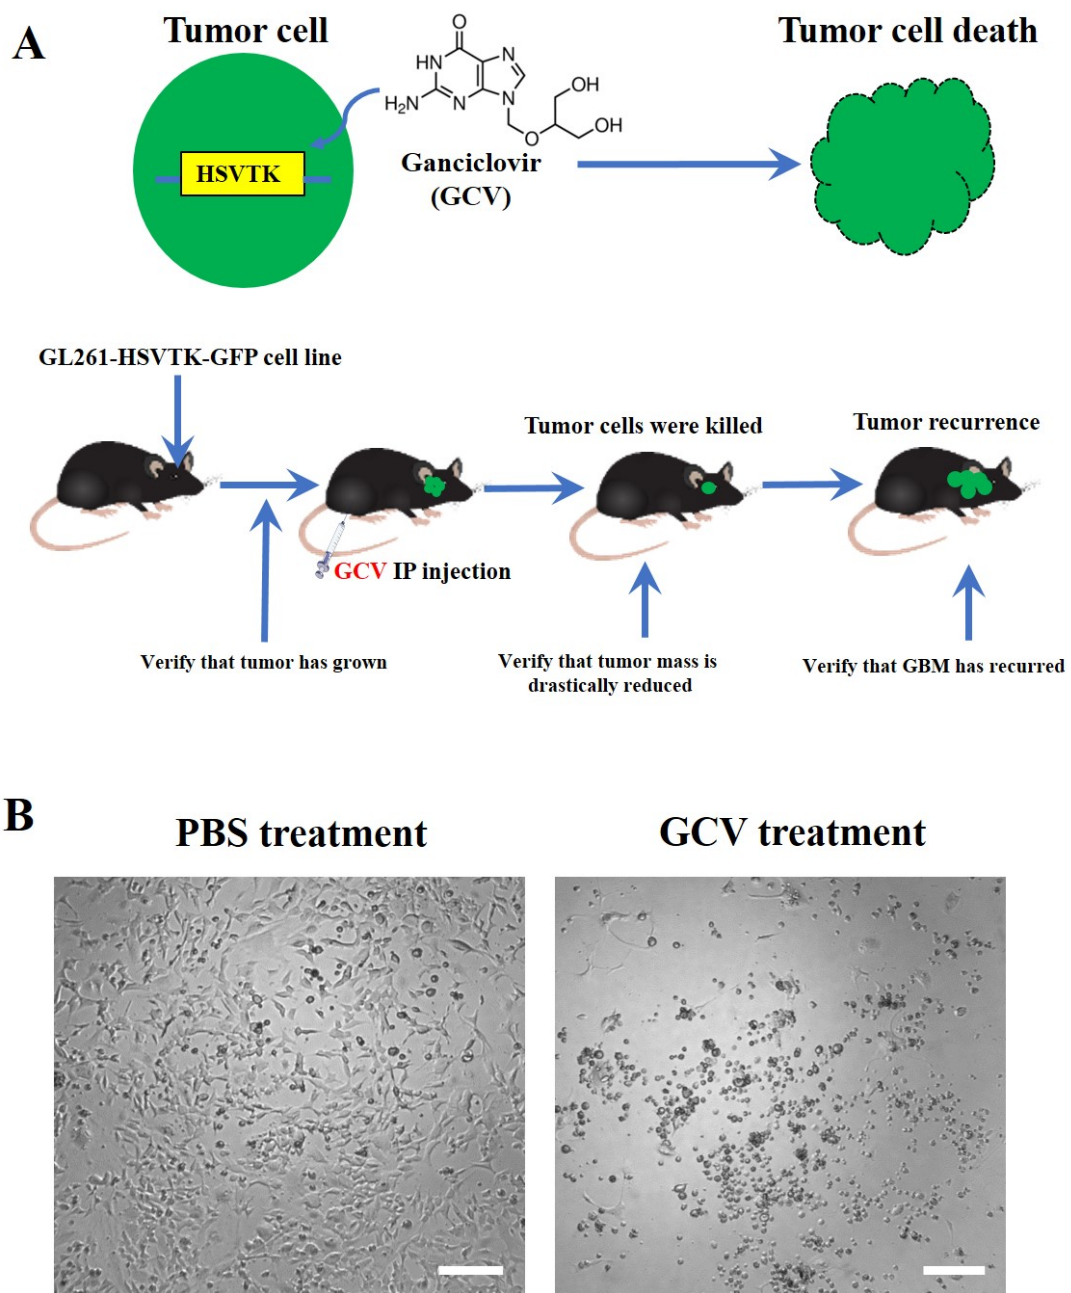 A
Tumor cell
Tumor cell death
O
N
HN
H₂N
N
N
OH
O
OH
HSVTK
Ganciclovir
(GCV)
GL261-HSVTK-GFP cell line
Tumor cells were killed
Tumor recurrence
GCV IP injection
Verify that tumor has grown
Verify that tumor mass is
drastically reduced
Verify that GBM has recurred
B
PBS treatment
GCV treatment